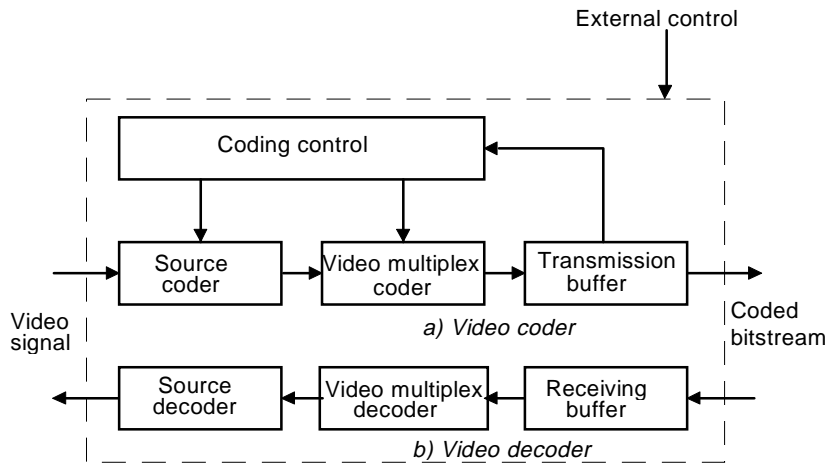 External control
Coding control
Source
coder
Video multiplex
coder
Transmission
buffer
Video
signal
a) Video coder
Coded
bitstream
Source
decoder
Video multiplex
decoder
Receiving
buffer
b) Video decoder